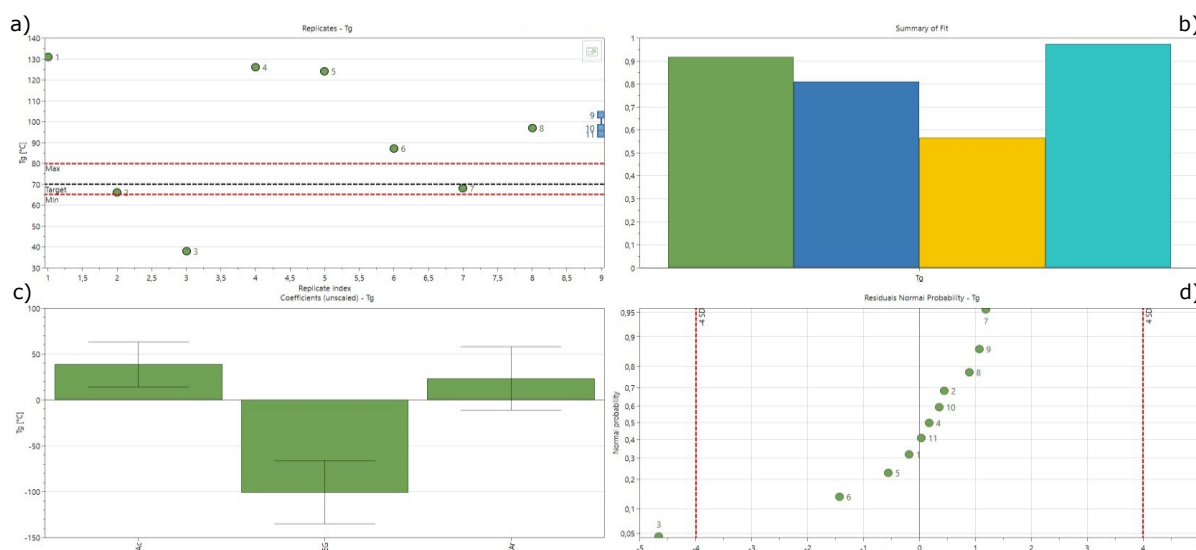 a)
Replicates - Tg
140
130
120
110
100
90
80
70
60
50
40
30
Tg [°C]
1
2
3
4
5
6
7
8
9
10
11
Max
Target
Min
1 1,5 2 2,5 3 3,5 4 4,5 5 5,5 6 6,5 7 7,5 8 8,5 9
Replicate Index
b)
Summary of Fit
1
0,9
0,8
0,7
0,6
0,5
0,4
0,3
0,2
0,1
0
Tg
c)
Coefficients (unscaled) - Tg
100
50
0
-50
-100
-150
Tg [°C]
Ac EG Ar
d)
Residuals Normal Probability - Tg
0,95
0,9
0,8
0,7
0,6
0,5
0,4
0,3
0,2
0,1
0,05
Normal probability
-4 SD
4 SD
7
9
8
2
10
4
11
1
5
6
3
-5 -4 -3 -2 -1 0 1 2 3 4